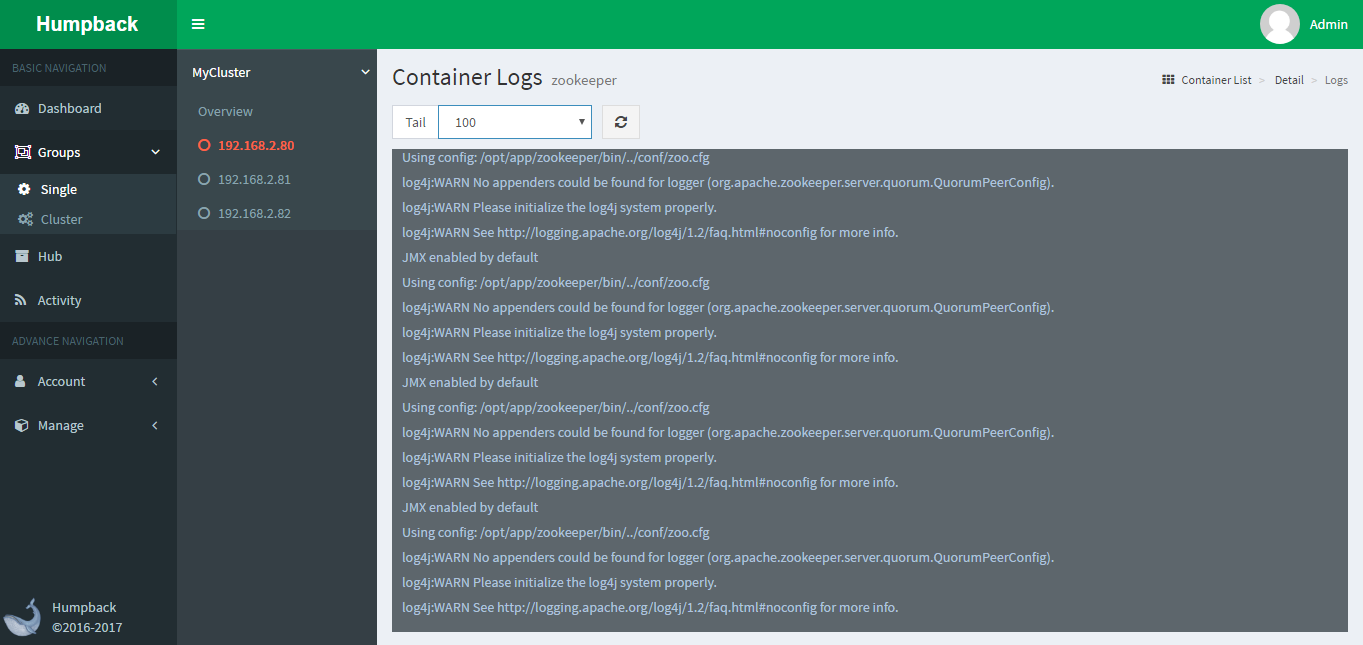 Humpback
Admin
BASIC NAVIGATION
Dashboard
Groups
Single
Cluster
Hub
Activity
ADVANCE NAVIGATION
Account
Manage
Humpback
©2016-2017
MyCluster
Overview
192.168.2.80
192.168.2.81
192.168.2.82
Container Logs zookeeper
Container List > Detail > Logs
Tail 100
Using config: /opt/app/zookeeper/bin/../conf/zoo.cfg
log4j:WARN No appenders could be found for logger (org.apache.zookeeper.server.quorum.QuorumPeerConfig).
log4j:WARN Please initialize the log4j system properly.
log4j:WARN See http://logging.apache.org/log4j/1.2/faq.html#noconfig for more info.
JMX enabled by default
Using config: /opt/app/zookeeper/bin/../conf/zoo.cfg
log4j:WARN No appenders could be found for logger (org.apache.zookeeper.server.quorum.QuorumPeerConfig).
log4j:WARN Please initialize the log4j system properly.
log4j:WARN See http://logging.apache.org/log4j/1.2/faq.html#noconfig for more info.
JMX enabled by default
Using config: /opt/app/zookeeper/bin/../conf/zoo.cfg
log4j:WARN No appenders could be found for logger (org.apache.zookeeper.server.quorum.QuorumPeerConfig).
log4j:WARN Please initialize the log4j system properly.
log4j:WARN See http://logging.apache.org/log4j/1.2/faq.html#noconfig for more info.
JMX enabled by default
Using config: /opt/app/zookeeper/bin/../conf/zoo.cfg
log4j:WARN No appenders could be found for logger (org.apache.zookeeper.server.quorum.QuorumPeerConfig).
log4j:WARN Please initialize the log4j system properly.
log4j:WARN See http://logging.apache.org/log4j/1.2/faq.html#noconfig for more info.